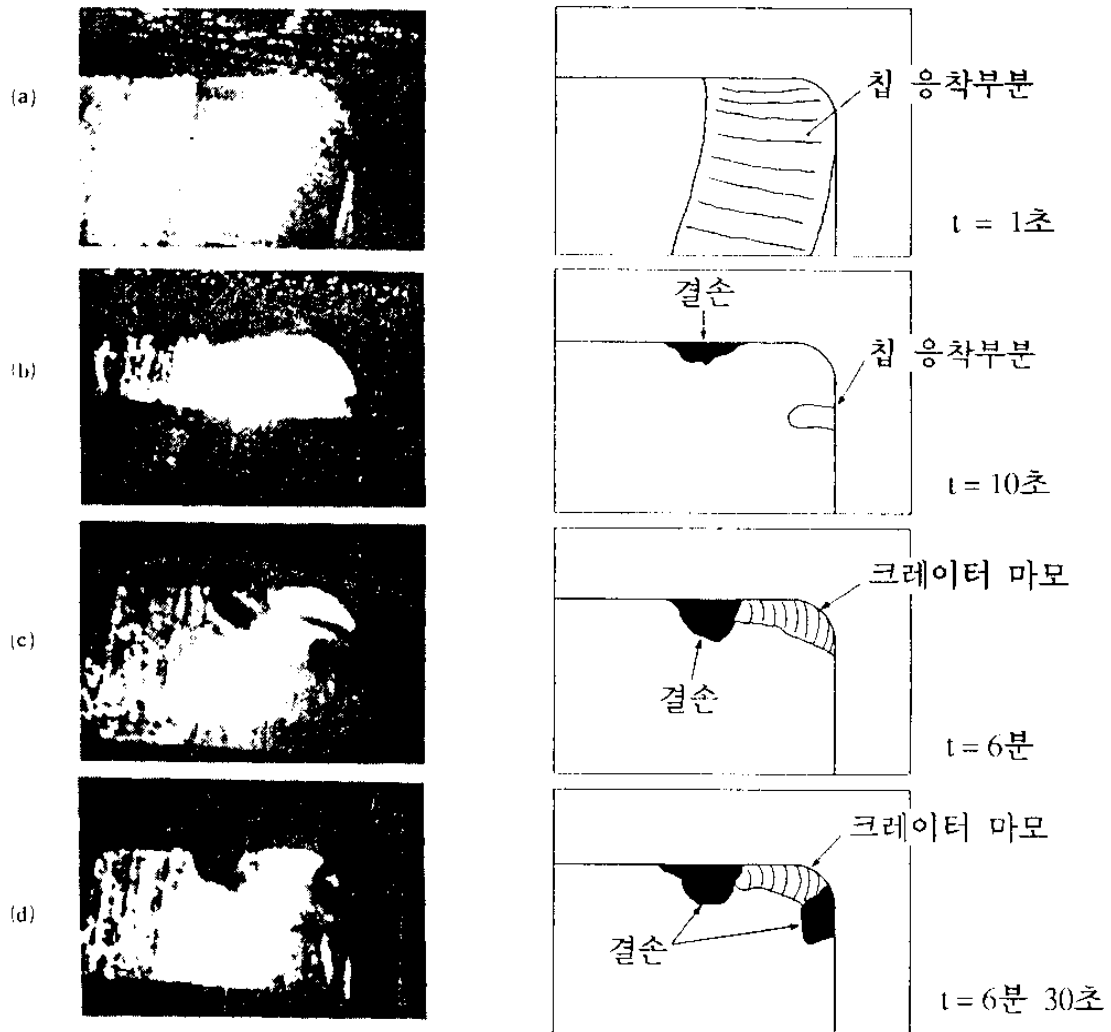 (a)
칩 응착부분
t = 1초
(b)
결손
칩 응착부분
t = 10초
(c)
크레이터 마모
결손
t = 6분
(d)
크레이터 마모
결손
t = 6분 30초